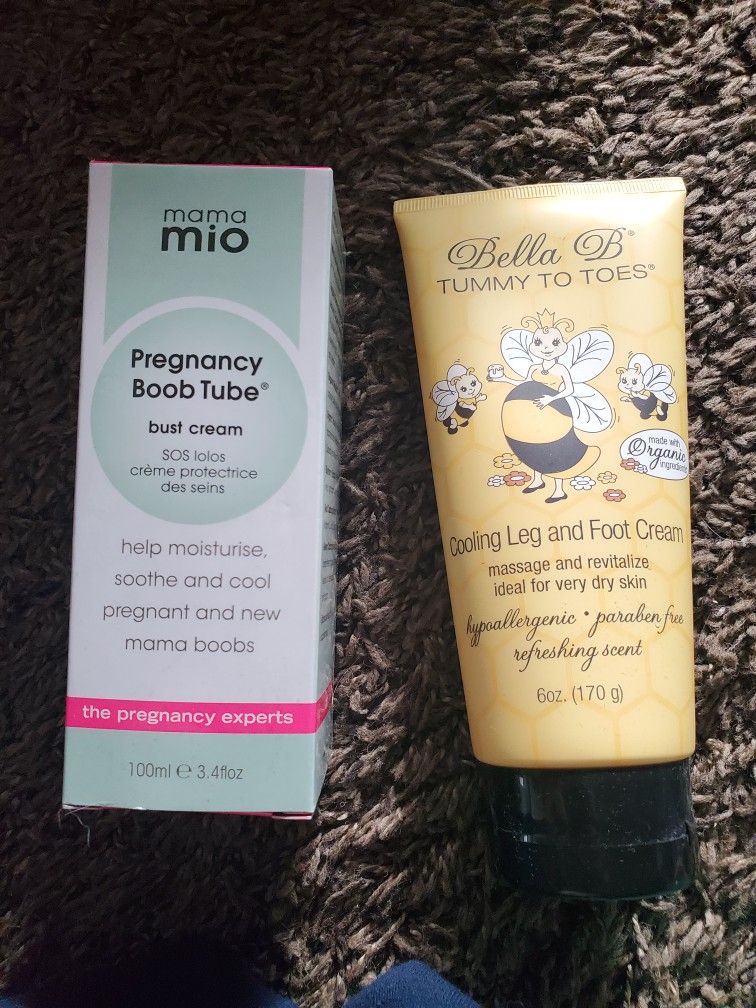 mama
mio
Pregnancy
Boob Tube®
bust cream
SOS lolos
crème protectrice
des seins
help moisturise,
soothe and cool
pregnant and new
mama boobs
the pregnancy experts
100ml ℮ 3.4floz
Bella B®
TUMMY TO TOES®
made with
Organic
ingredients
Cooling Leg and Foot Cream
massage and revitalize
ideal for very dry skin
hypoallergenic • paraben free
refreshing scent
6oz. (170 g)